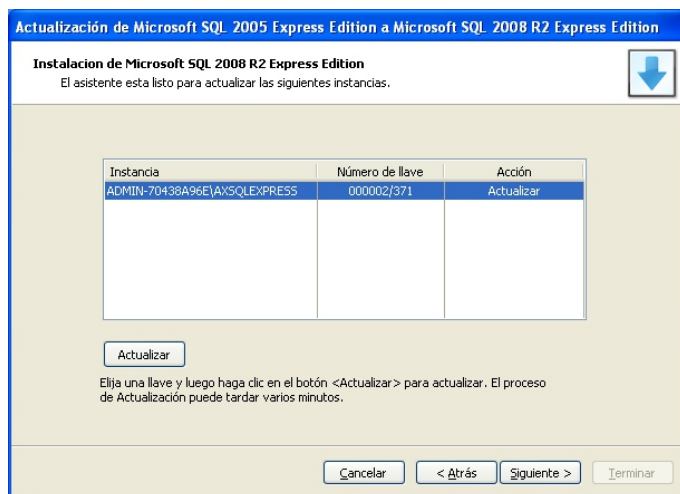 Actualización de Microsoft SQL 2005 Express Edition a Microsoft SQL 2008 R2 Express Edition
Instalacion de Microsoft SQL 2008 R2 Express Edition
El asistente esta listo para actualizar las siguientes instancias.
Instancia Número de llave Acción
ADMIN-70438A96E\AXSQLEXPRESS 000002/371 Actualizar
Actualizar
Elija una llave y luego haga clic en el botón <Actualizar> para actualizar. El proceso
de Actualización puede tardar varios minutos.
Cancelar < Atrás Siguiente > Terminar